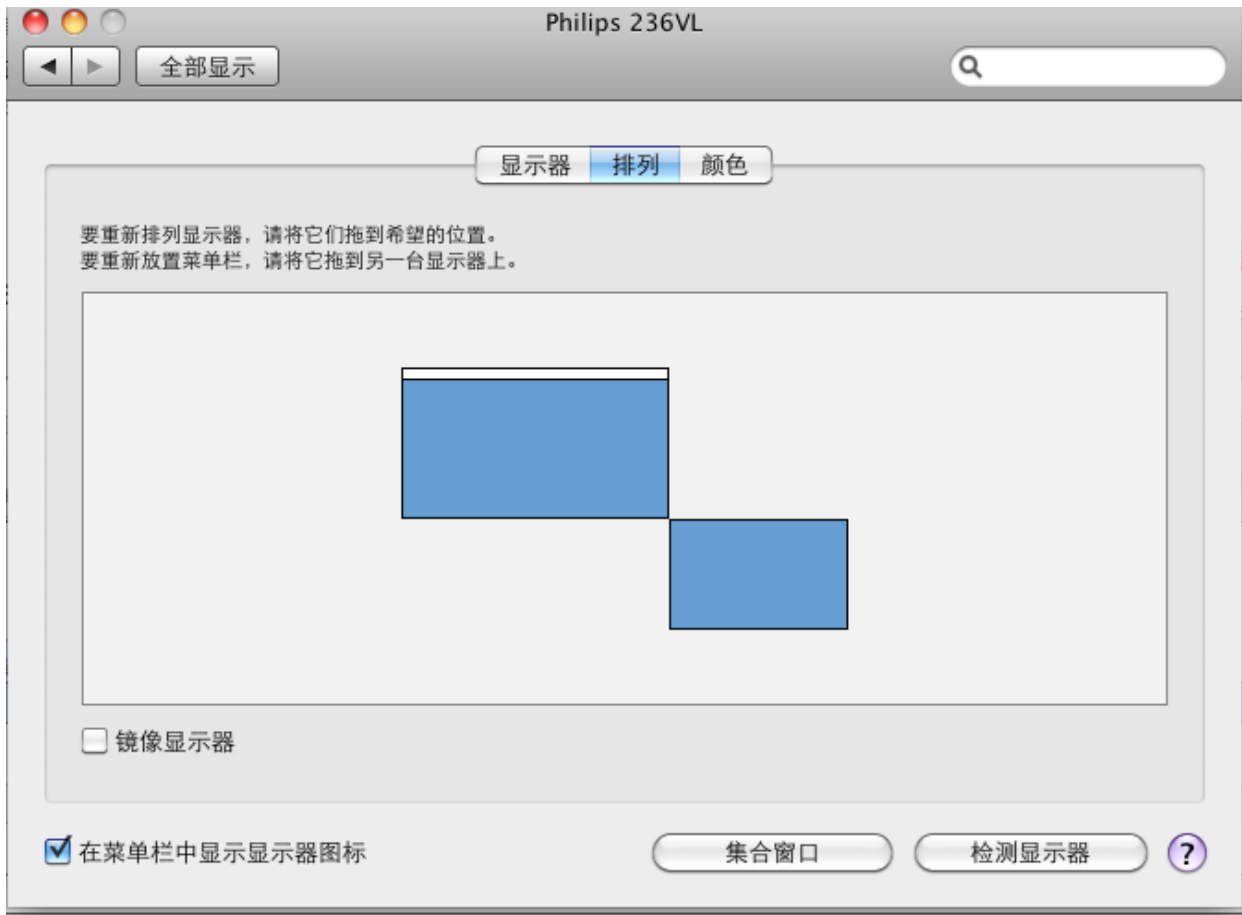 Philips 236VL
全部显示
显示器 排列 颜色
要重新排列显示器，请将它们拖到希望的位置。
要重新放置菜单栏，请将它拖到另一台显示器上。
镜像显示器
在菜单栏中显示显示器图标
集合窗口
检测显示器
?